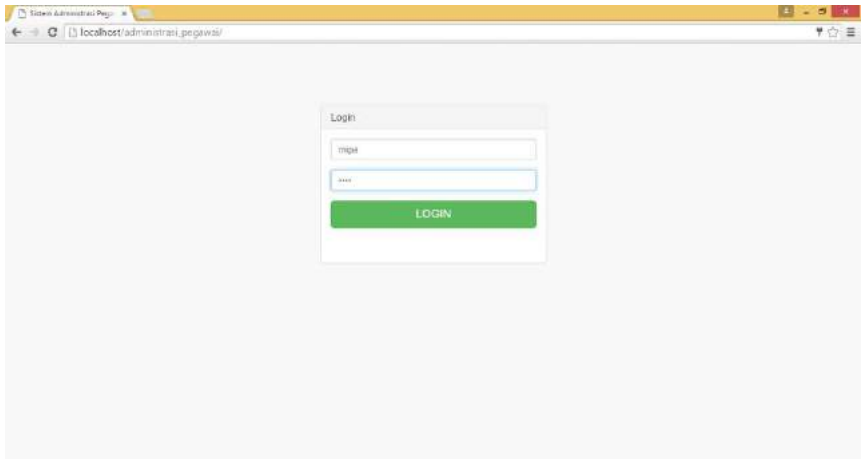 Sistem Administrasi Pega
localhost/administrasi_pegawai/
Login
mipa
••••
LOGIN